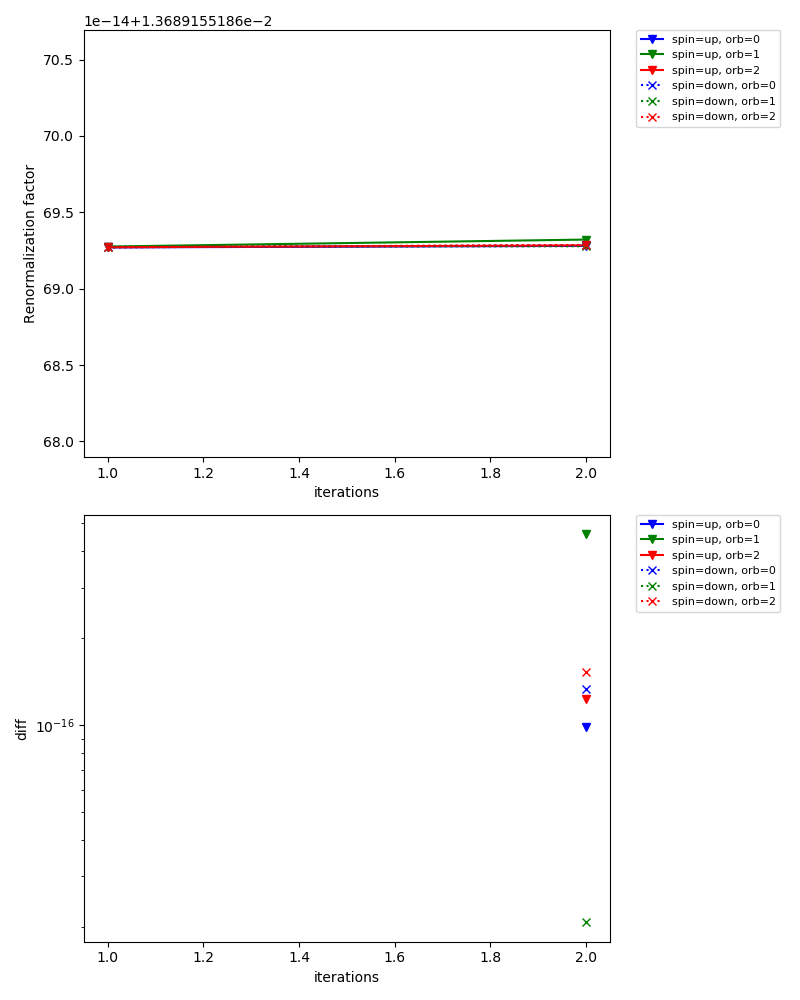 1e−14+1.3689155186e−2
70.5
70.0
69.5
69.0
68.5
68.0
Renormalization factor
1.0 1.2 1.4 1.6 1.8 2.0
iterations
spin=up, orb=0
spin=up, orb=1
spin=up, orb=2
spin=down, orb=0
spin=down, orb=1
spin=down, orb=2
10⁻¹⁶
diff
1.0 1.2 1.4 1.6 1.8 2.0
iterations
spin=up, orb=0
spin=up, orb=1
spin=up, orb=2
spin=down, orb=0
spin=down, orb=1
spin=down, orb=2